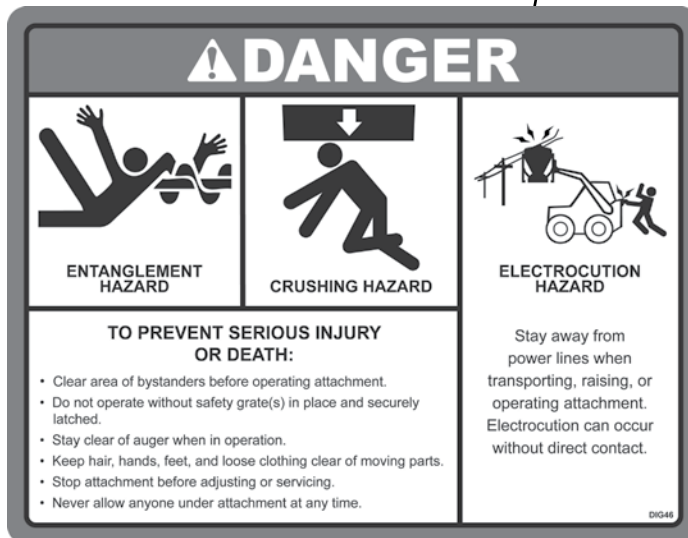 DANGER
ENTANGLEMENT
HAZARD
CRUSHING HAZARD
ELECTROCUTION
HAZARD
TO PREVENT SERIOUS INJURY
OR DEATH:
• Clear area of bystanders before operating attachment.
• Do not operate without safety grate(s) in place and securely
latched.
• Stay clear of auger when in operation.
• Keep hair, hands, feet, and loose clothing clear of moving parts.
• Stop attachment before adjusting or servicing.
• Never allow anyone under attachment at any time.
Stay away from
power lines when
transporting, raising, or
operating attachment.
Electrocution can occur
without direct contact.
DIG46